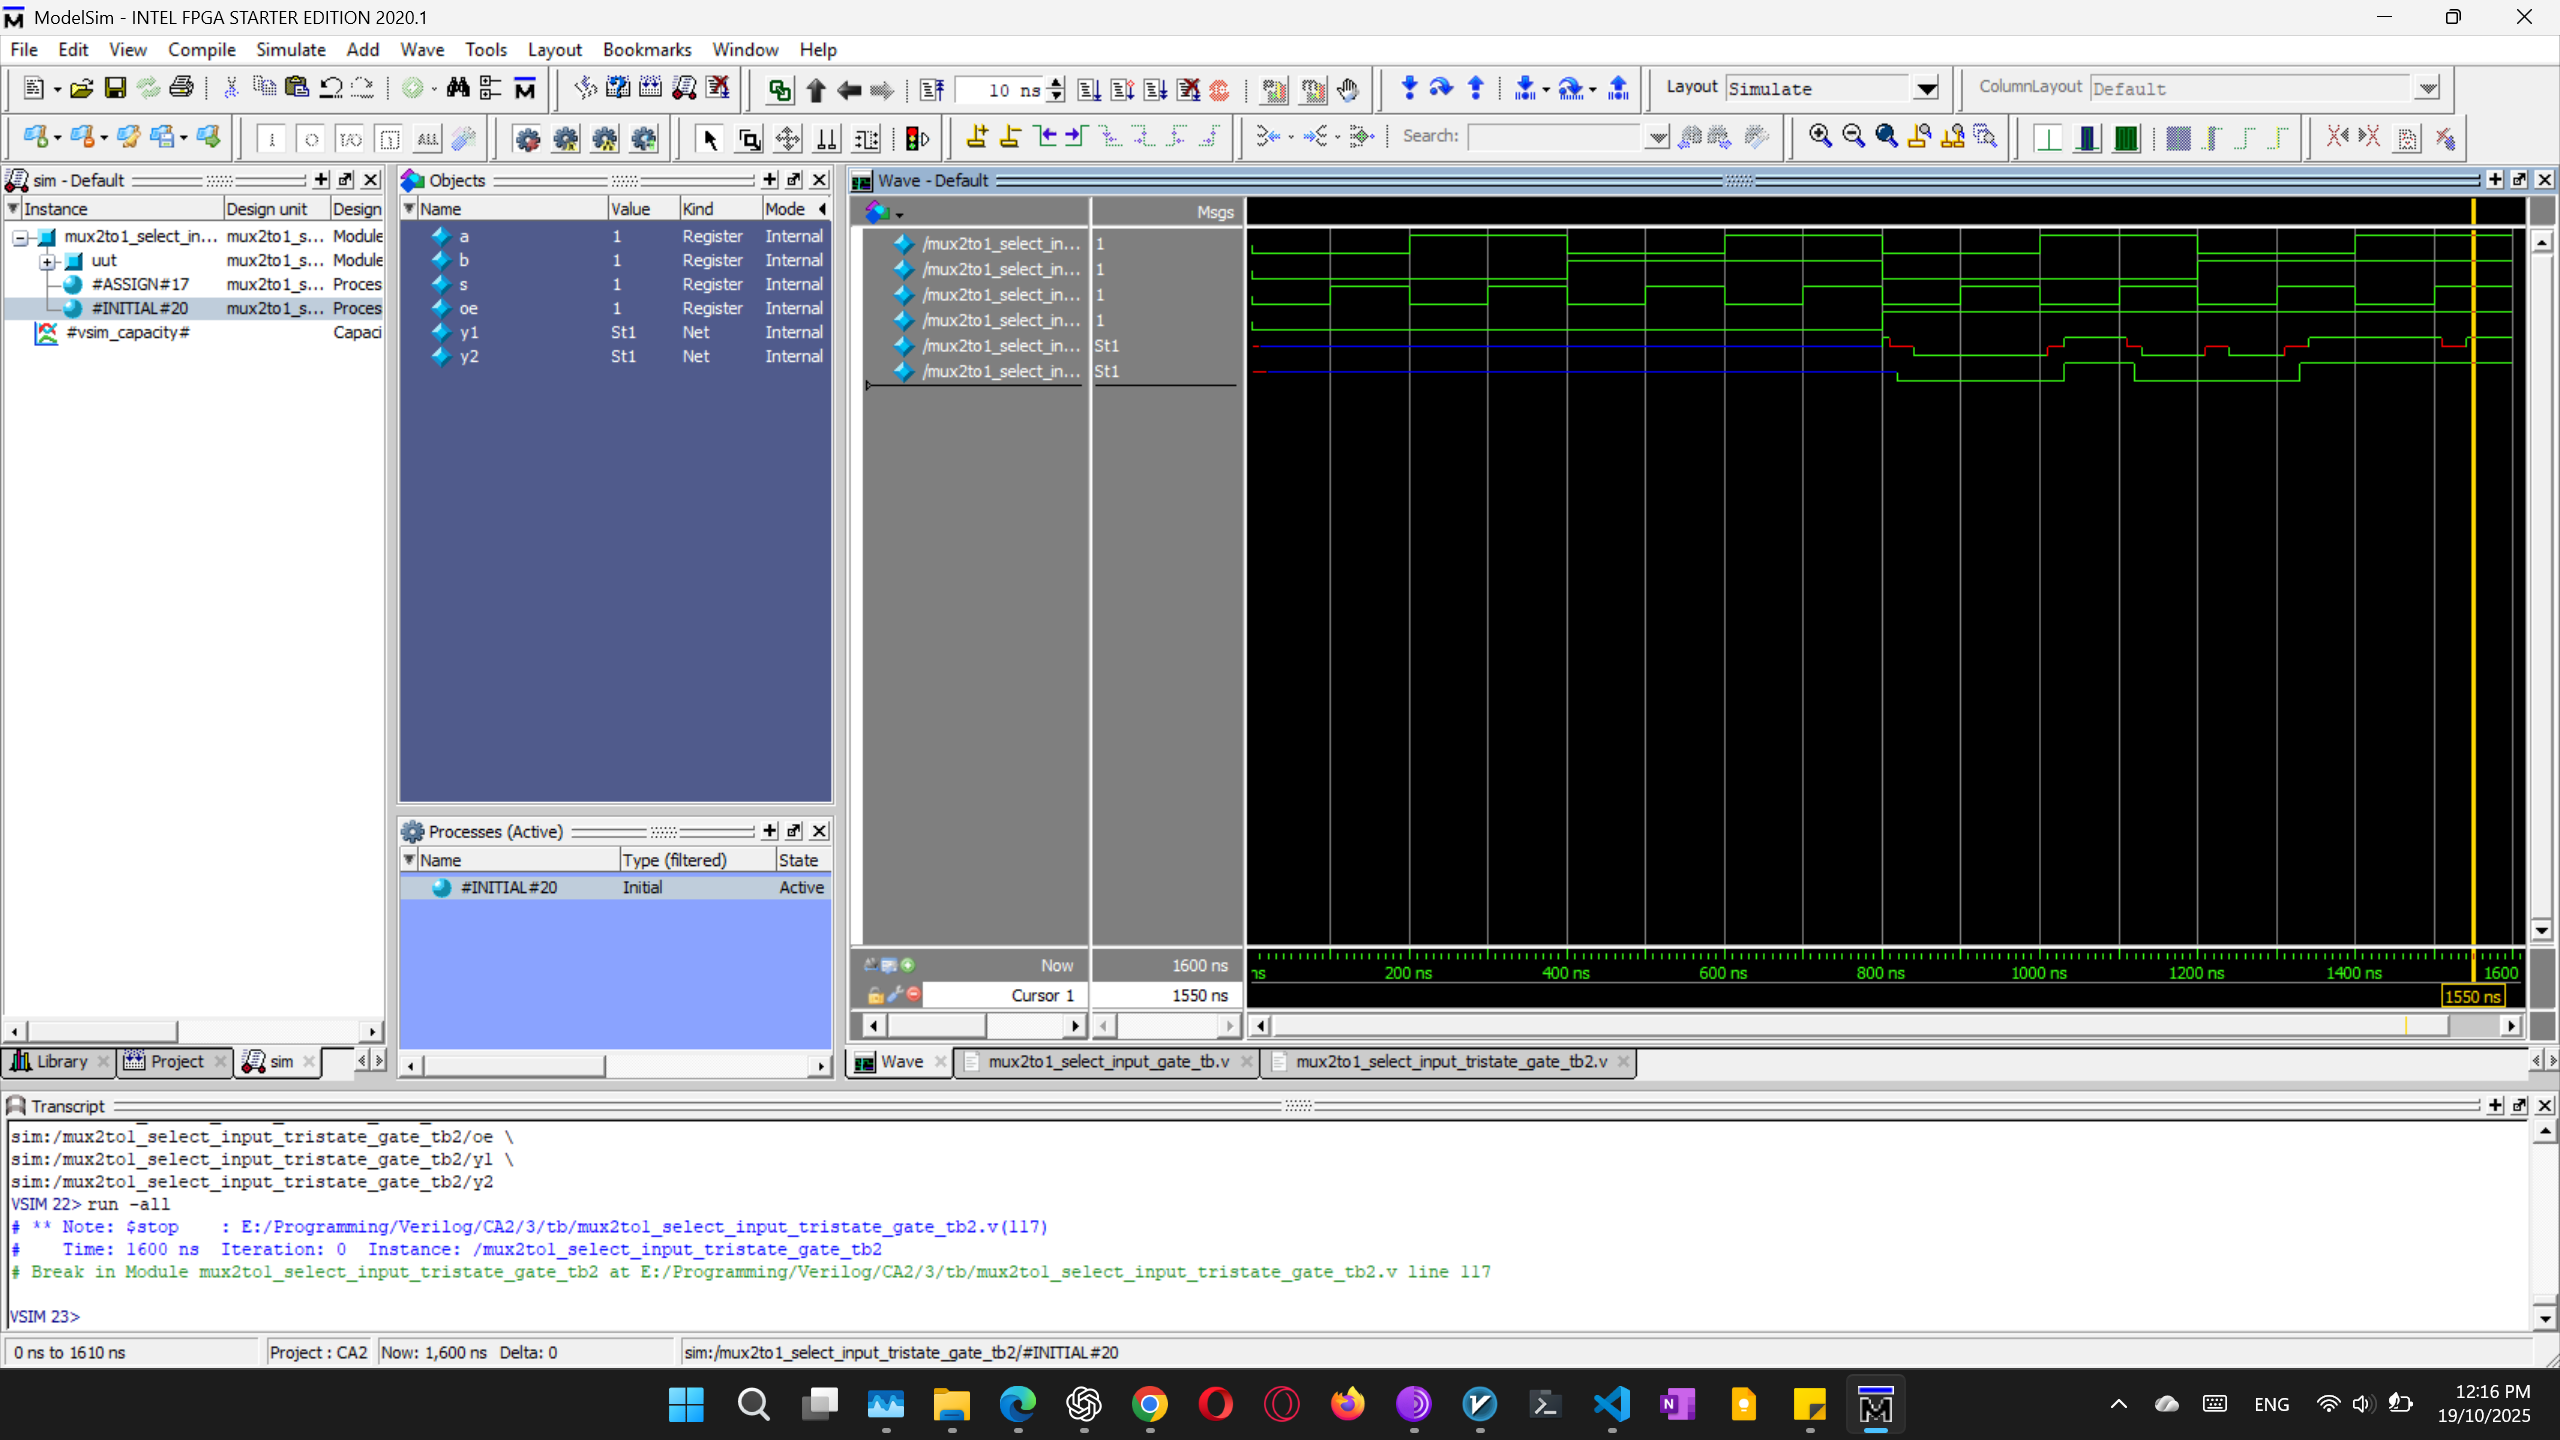 ModelSim - INTEL FPGA STARTER EDITION 2020.1
File Edit View Compile Simulate Add Wave Tools Layout Bookmarks Window Help
10 ns
Layout Simulate
ColumnLayout Default
ALL
Search:
sim - Default
Instance Design unit Design
mux2to1_select_in... mux2to1_s... Module
uut mux2to1_s... Module
#ASSIGN#17 mux2to1_s... Proces
#INITIAL#20 mux2to1_s... Proces
#vsim_capacity# Capaci
Objects
Name Value Kind Mode
a 1 Register Internal
b 1 Register Internal
s 1 Register Internal
oe 1 Register Internal
y1 St1 Net Internal
y2 St1 Net Internal
Processes (Active)
Name Type (filtered) State
#INITIAL#20 Initial Active
Wave - Default
Msgs
/mux2to1_select_in... 1
/mux2to1_select_in... 1
/mux2to1_select_in... 1
/mux2to1_select_in... 1
/mux2to1_select_in... St1
/mux2to1_select_in... St1
Now 1600 ns
Cursor 1 1550 ns
ns 200 ns 400 ns 600 ns 800 ns 1000 ns 1200 ns 1400 ns 1600
1550 ns
Library Project sim
Wave mux2to1_select_input_gate_tb.v mux2to1_select_input_tristate_gate_tb2.v
Transcript
sim:/mux2to1_select_input_tristate_gate_tb2/oe \
sim:/mux2to1_select_input_tristate_gate_tb2/y1 \
sim:/mux2to1_select_input_tristate_gate_tb2/y2
VSIM 22> run -all
# ** Note: $stop    : E:/Programming/Verilog/CA2/3/tb/mux2to1_select_input_tristate_gate_tb2.v(117)
#    Time: 1600 ns  Iteration: 0  Instance: /mux2to1_select_input_tristate_gate_tb2
# Break in Module mux2to1_select_input_tristate_gate_tb2 at E:/Programming/Verilog/CA2/3/tb/mux2to1_select_input_tristate_gate_tb2.v line 117
VSIM 23>
0 ns to 1610 ns
Project : CA2
Now: 1,600 ns Delta: 0
sim:/mux2to1_select_input_tristate_gate_tb2/#INITIAL#20
ENG
12:16 PM
19/10/2025